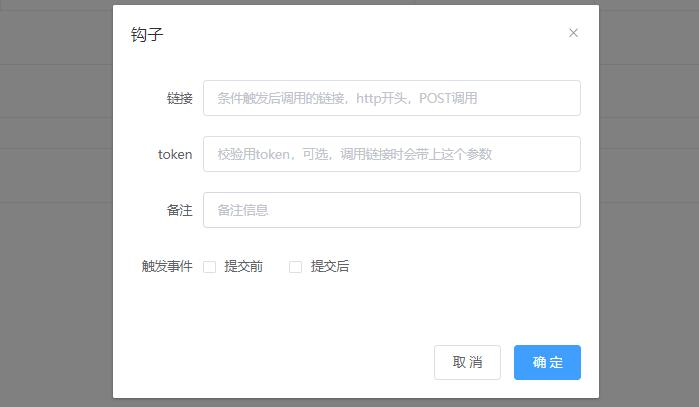 钩子
链接 条件触发后调用的链接，http开头，POST调用
token 校验用token，可选，调用链接时会带上这个参数
备注 备注信息
触发事件 提交前 提交后
取消 确定